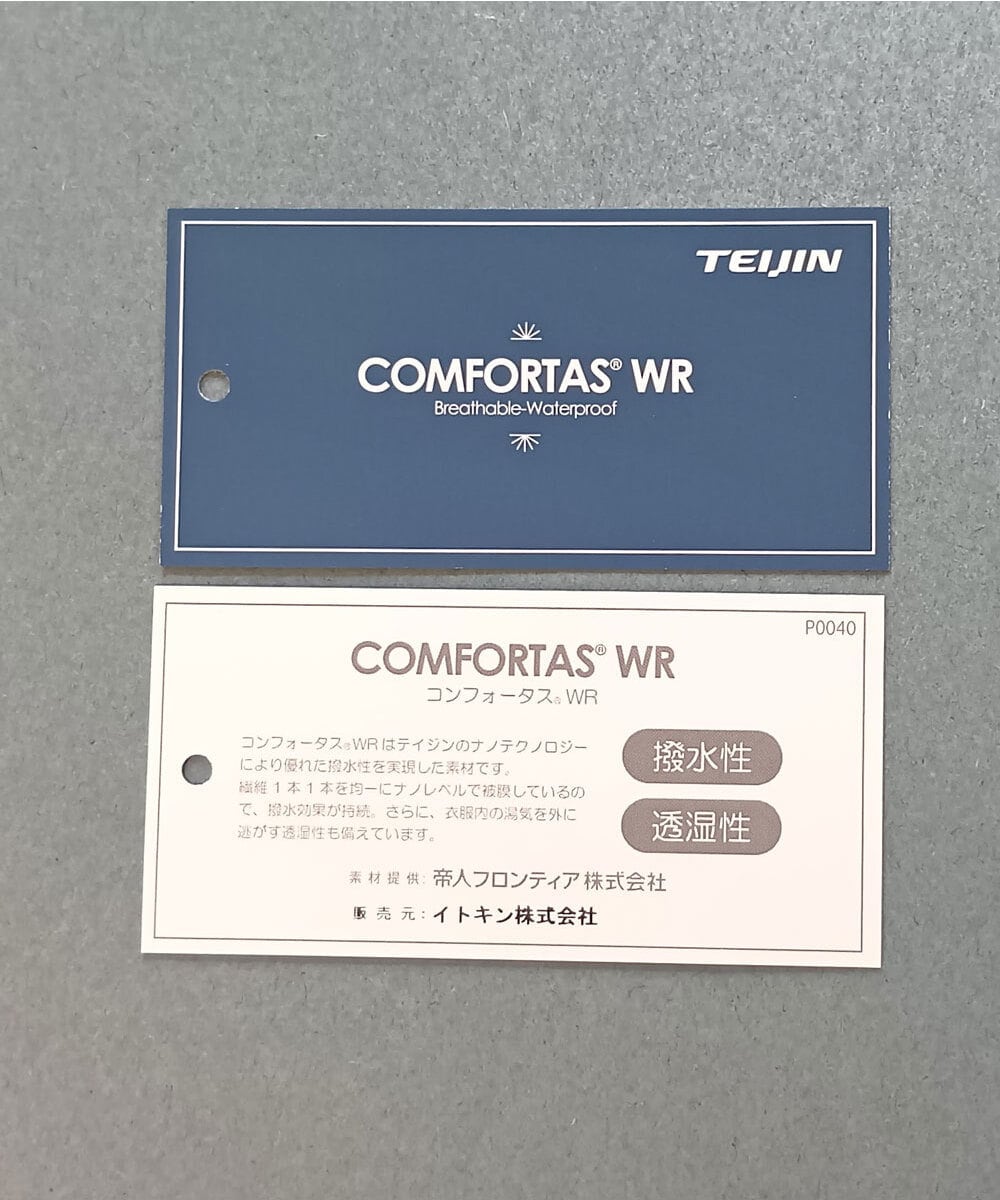 TEIJIN
COMFORTAS® WR
Breathable-Waterproof
P0040
COMFORTAS® WR
コンフォータス®WR
コンフォータス®WRはテイジンのナノテクノロジー
により優れた撥水性を実現した素材です。
繊維1本1本を均一にナノレベルで被膜しているの
で、撥水効果が持続。さらに、衣服内の湯気を外に
逃がす透湿性も備えています。
撥水性
透湿性
素材提供:帝人フロンティア株式会社
販売元:イトキン株式会社